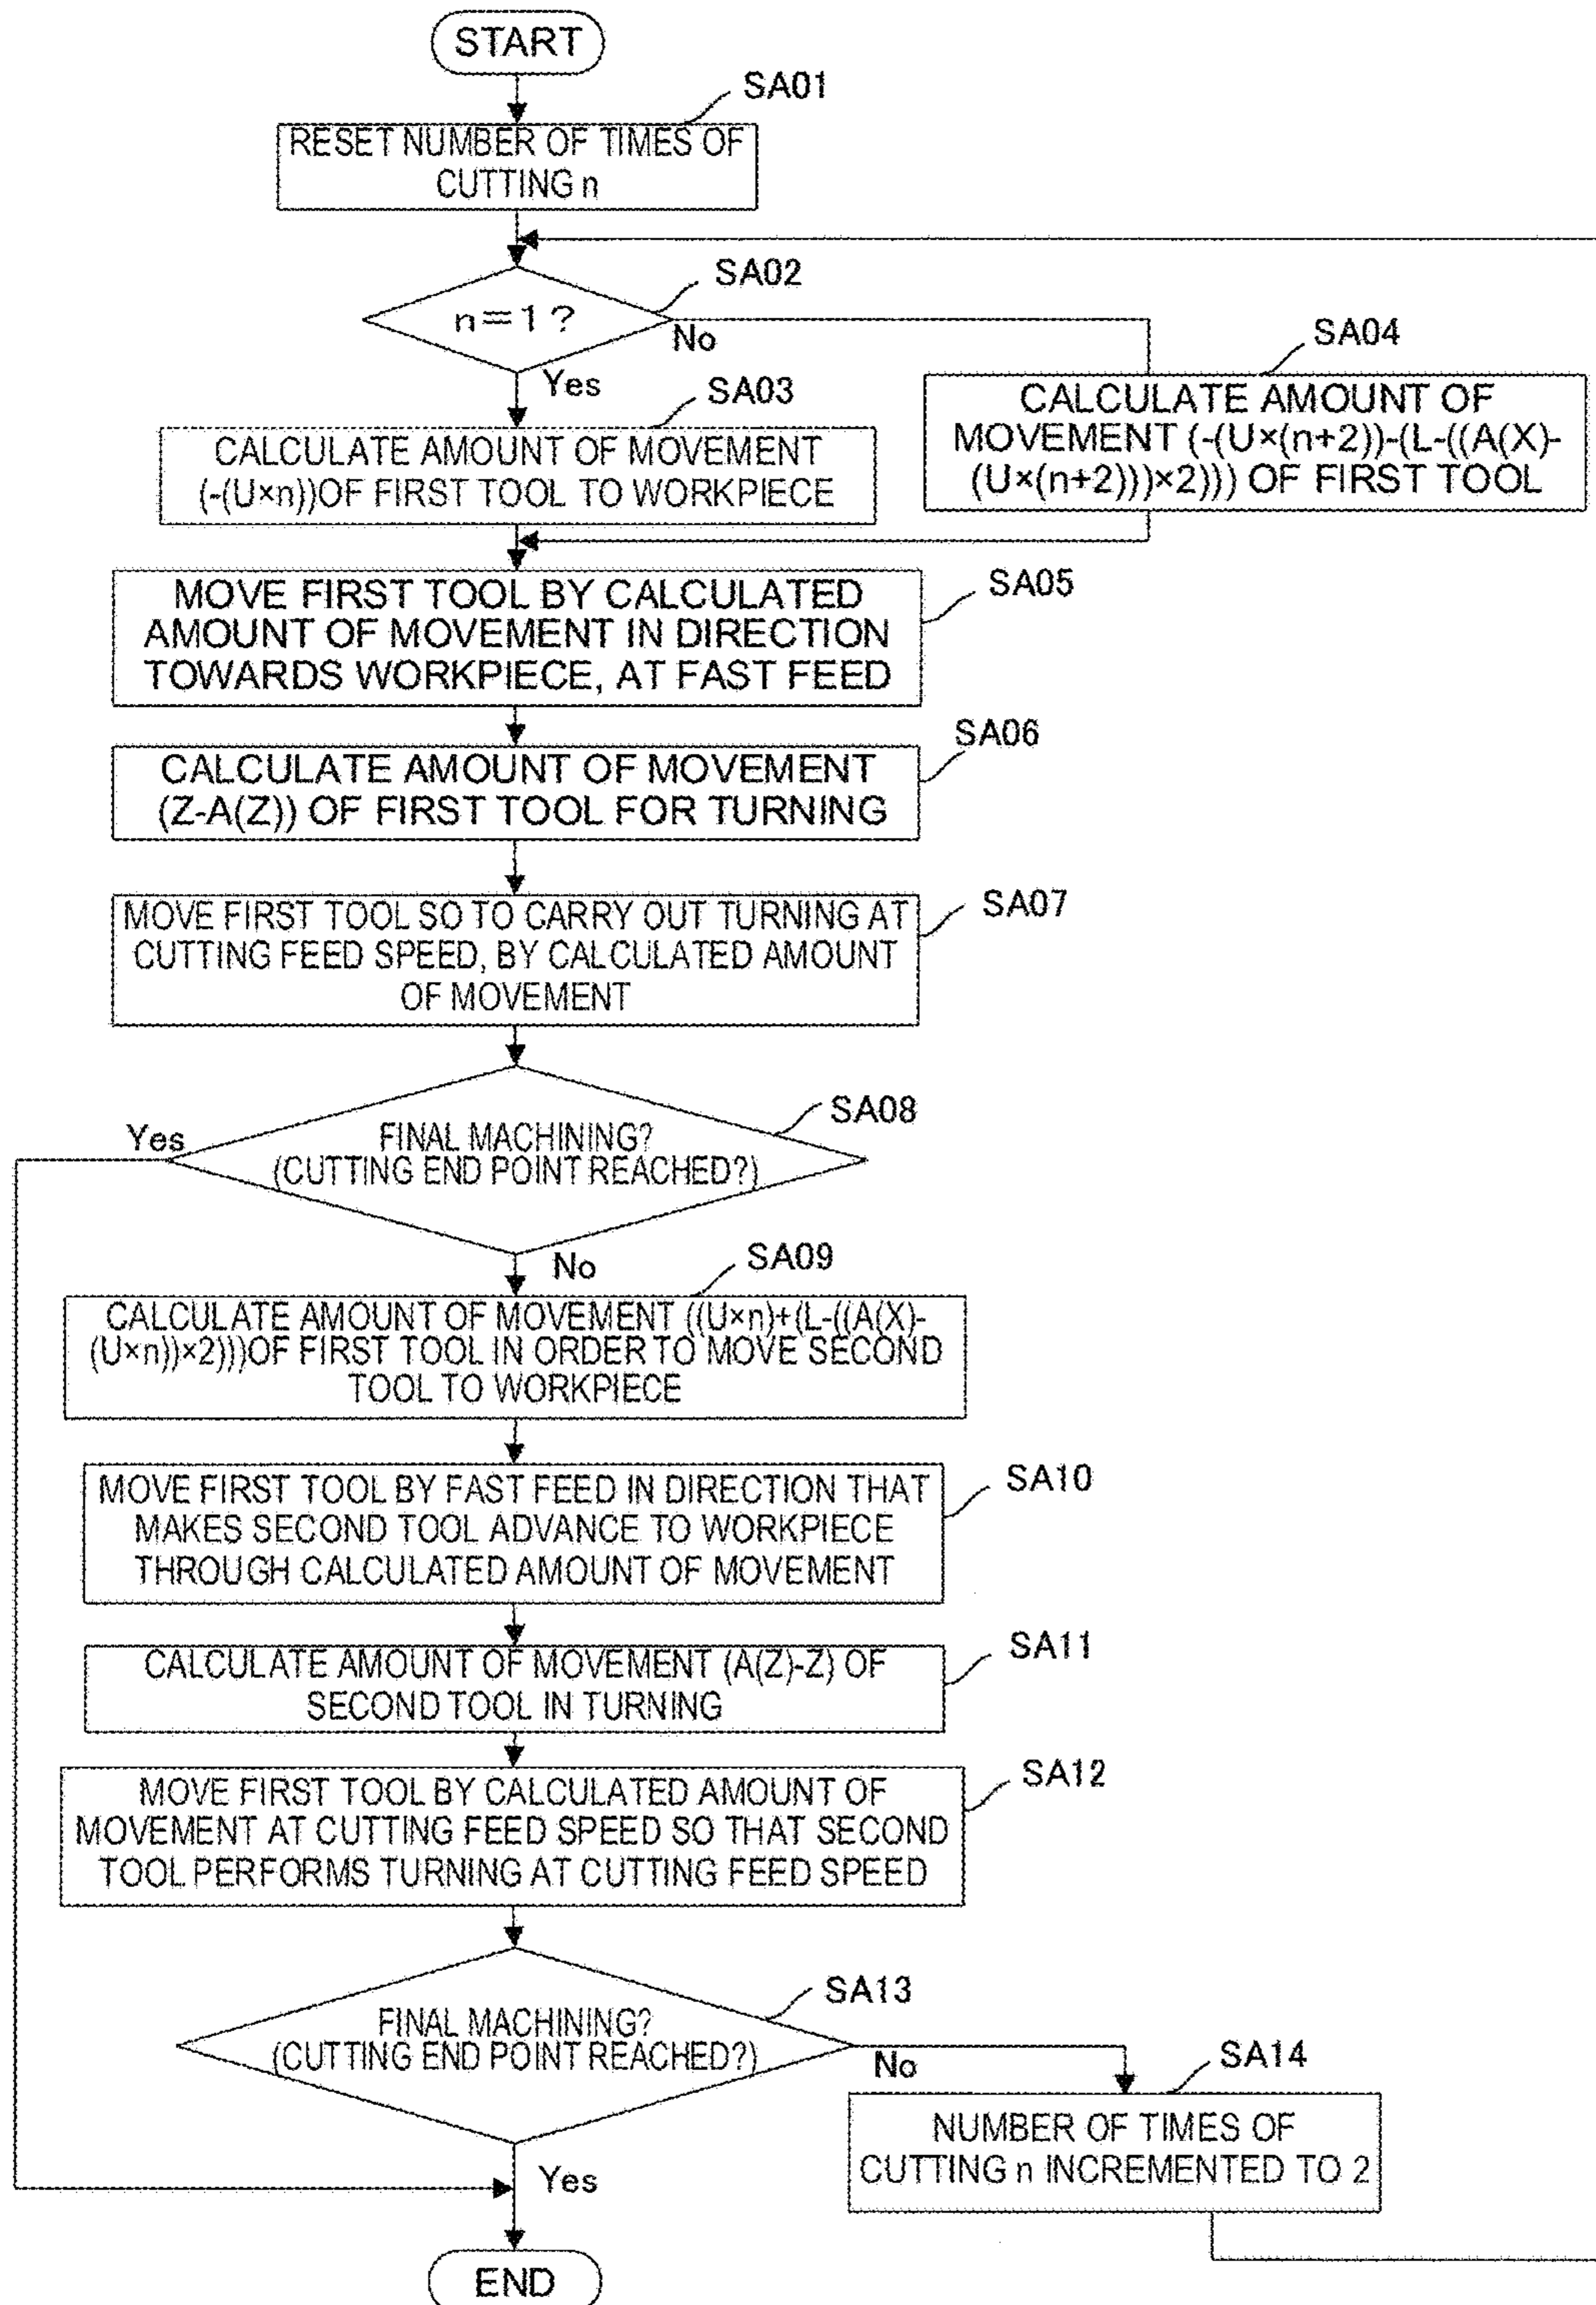 START
SA01
RESET NUMBER OF TIMES OF
CUTTING n
SA02
n=1?
No
Yes
SA03
CALCULATE AMOUNT OF MOVEMENT
(-(U×n))OF FIRST TOOL TO WORKPIECE
SA04
CALCULATE AMOUNT OF
MOVEMENT (-(U×(n+2))-(L-((A(X)-
(U×(n+2)))×2))) OF FIRST TOOL
SA05
MOVE FIRST TOOL BY CALCULATED
AMOUNT OF MOVEMENT IN DIRECTION
TOWARDS WORKPIECE, AT FAST FEED
SA06
CALCULATE AMOUNT OF MOVEMENT
(Z-A(Z)) OF FIRST TOOL FOR TURNING
SA07
MOVE FIRST TOOL SO TO CARRY OUT TURNING AT
CUTTING FEED SPEED, BY CALCULATED AMOUNT
OF MOVEMENT
SA08
Yes
FINAL MACHINING?
(CUTTING END POINT REACHED?)
No
SA09
CALCULATE AMOUNT OF MOVEMENT ((U×n)+(L-((A(X)-
(U×n))×2)))OF FIRST TOOL IN ORDER TO MOVE SECOND
TOOL TO WORKPIECE
SA10
MOVE FIRST TOOL BY FAST FEED IN DIRECTION THAT
MAKES SECOND TOOL ADVANCE TO WORKPIECE
THROUGH CALCULATED AMOUNT OF MOVEMENT
SA11
CALCULATE AMOUNT OF MOVEMENT (A(Z)-Z) OF
SECOND TOOL IN TURNING
SA12
MOVE FIRST TOOL BY CALCULATED AMOUNT OF
MOVEMENT AT CUTTING FEED SPEED SO THAT SECOND
TOOL PERFORMS TURNING AT CUTTING FEED SPEED
SA13
FINAL MACHINING?
(CUTTING END POINT REACHED?)
No
SA14
NUMBER OF TIMES OF
CUTTING n INCREMENTED TO 2
Yes
END